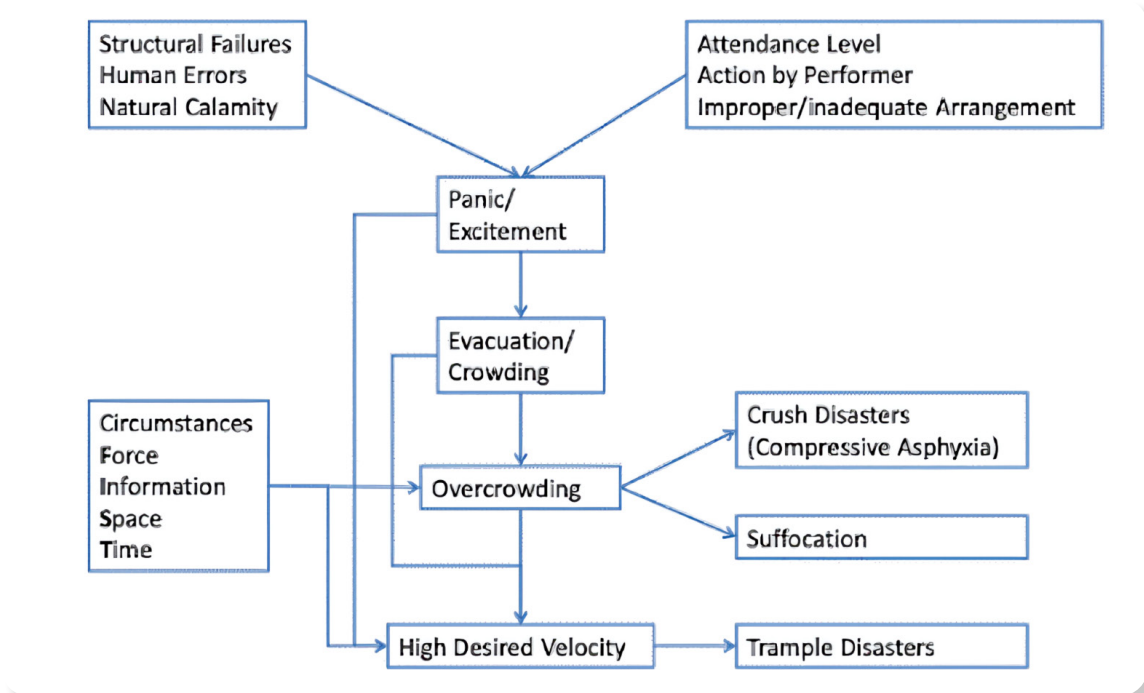 Structural Failures
Human Errors
Natural Calamity
Attendance Level
Action by Performer
Improper/inadequate Arrangement
Panic/
Excitement
Evacuation/
Crowding
Circumstances
Force
Information
Space
Time
Overcrowding
Crush Disasters
(Compressive Asphyxia)
Suffocation
High Desired Velocity
Trample Disasters